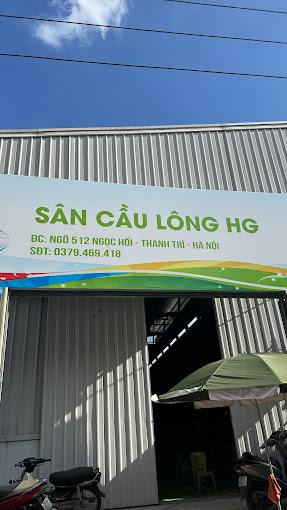 SÂN CẦU LÔNG HG
ĐC: NGÕ 512 NGỌC HỒI - THANH TRÌ - HÀ NỘI
SĐT: 0379.469.418